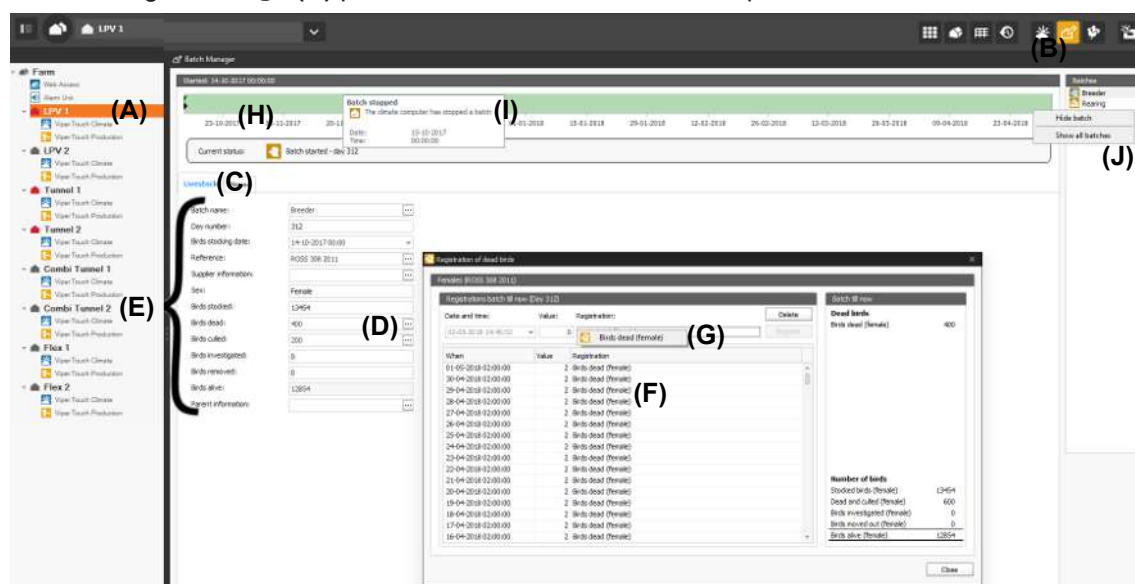 LPV 1
(B)
Batch Manager
Farm
Web Access
Alarm Unit
LPV 1
(A)
Viper Touch Climate
Viper Touch Production
LPV 2
Viper Touch Climate
Viper Touch Production
Tunnel 1
Viper Touch Climate
Viper Touch Production
Tunnel 2
Viper Touch Climate
Viper Touch Production
Combi Tunnel 1
Viper Touch Climate
(E)
Viper Touch Production
Combi Tunnel 2
Viper Touch Climate
Viper Touch Production
Flex 1
Viper Touch Climate
Viper Touch Production
Flex 2
Viper Touch Climate
Viper Touch Production
Started: 14-10-2017 00:00:00
(H)
Batch stopped
The climate computer has stopped a batch
Date: 15-10-2017
Time: 00:00:00
(I)
23-10-2017
-11-2017
20-11
01-01-2018 15-01-2018 29-01-2018 12-02-2018 26-02-2018 12-03-2018 26-03-2018 09-04-2018 23-04-2018
Current status: Batch started - day 312
Batches
Breeder
Rearing
Hide batch
Show all batches
(J)
Livestock
(C)
Batch name: Breeder
Day number: 312
Birds stocking date: 14-10-2017 00:00
Reference: ROSS 308 2011
Supplier information:
Sex: Female
Birds stocked: 13454
Birds dead: 400
(D)
Birds culled: 200
Birds investigated: 0
Birds removed: 0
Birds alive: 12854
Parent information:
Registration of dead birds
Females (ROSS 308 2011)
Registrations batch till now (Day 312)
Date and time: Value: Registration: Delete
0
Birds dead (female)
(G)
Register
When Value Registration
01-05-2018 02:00:00 2 Birds dead (female)
30-04-2018 02:00:00 2 Birds dead (female)
29-04-2018 02:00:00 2 Birds dead (female)
(F)
28-04-2018 02:00:00 2 Birds dead (female)
27-04-2018 02:00:00 2 Birds dead (female)
26-04-2018 02:00:00 2 Birds dead (female)
25-04-2018 02:00:00 2 Birds dead (female)
24-04-2018 02:00:00 2 Birds dead (female)
23-04-2018 02:00:00 2 Birds dead (female)
22-04-2018 02:00:00 2 Birds dead (female)
21-04-2018 02:00:00 2 Birds dead (female)
20-04-2018 02:00:00 2 Birds dead (female)
19-04-2018 02:00:00 2 Birds dead (female)
18-04-2018 02:00:00 2 Birds dead (female)
17-04-2018 02:00:00 2 Birds dead (female)
16-04-2018 02:00:00 2 Birds dead (female)
Batch till now
Dead birds
Birds dead (female) 400
Number of birds
Stocked birds (female) 13454
Dead and culled (female) 600
Birds investigated (female) 0
Birds moved out (female) 0
Birds alive (female) 12854
Close